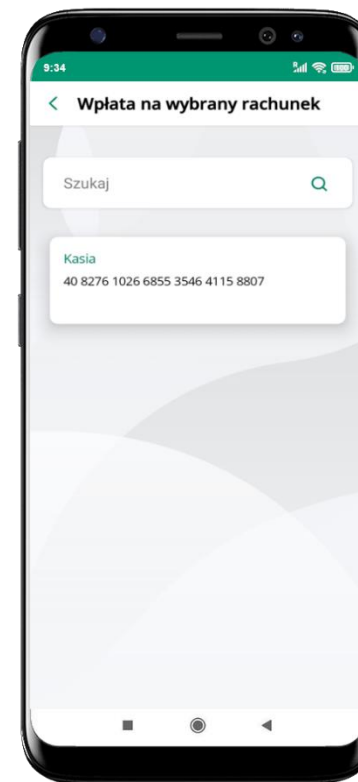 9:34
Wpłata na wybrany rachunek
Szukaj
Kasia
40 8276 1026 6855 3546 4115 8807